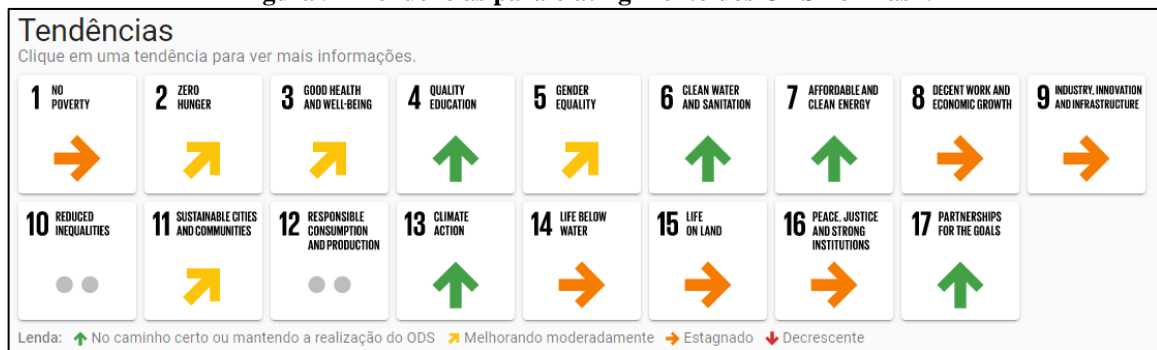 Tendências
Clique em uma tendência para ver mais informações.
1 NO POVERTY
2 ZERO HUNGER
3 GOOD HEALTH AND WELL-BEING
4 QUALITY EDUCATION
5 GENDER EQUALITY
6 CLEAN WATER AND SANITATION
7 AFFORDABLE AND CLEAN ENERGY
8 DECENT WORK AND ECONOMIC GROWTH
9 INDUSTRY, INNOVATION AND INFRASTRUCTURE
10 REDUCED INEQUALITIES
11 SUSTAINABLE CITIES AND COMMUNITIES
12 RESPONSIBLE CONSUMPTION AND PRODUCTION
13 CLIMATE ACTION
14 LIFE BELOW WATER
15 LIFE ON LAND
16 PEACE, JUSTICE AND STRONG INSTITUTIONS
17 PARTNERSHIPS FOR THE GOALS
Lenda: No caminho certo ou mantendo a realização do ODS Melhorando moderadamente Estagnado Decrescente